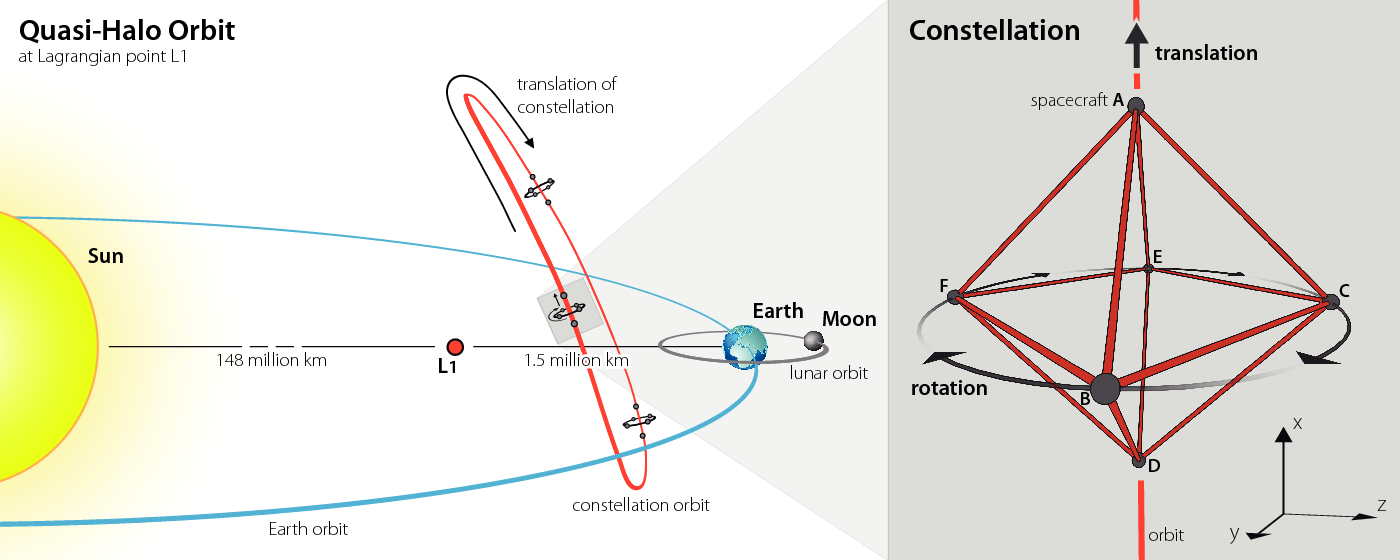 Quasi-Halo Orbit
at Lagrangian point L1
translation of
constellation
Sun
148 million km
L1
1.5 million km
Earth
Moon
lunar orbit
constellation orbit
Earth orbit
Constellation
translation
spacecraft A
E
F
C
rotation
B
D
x
z
y
orbit